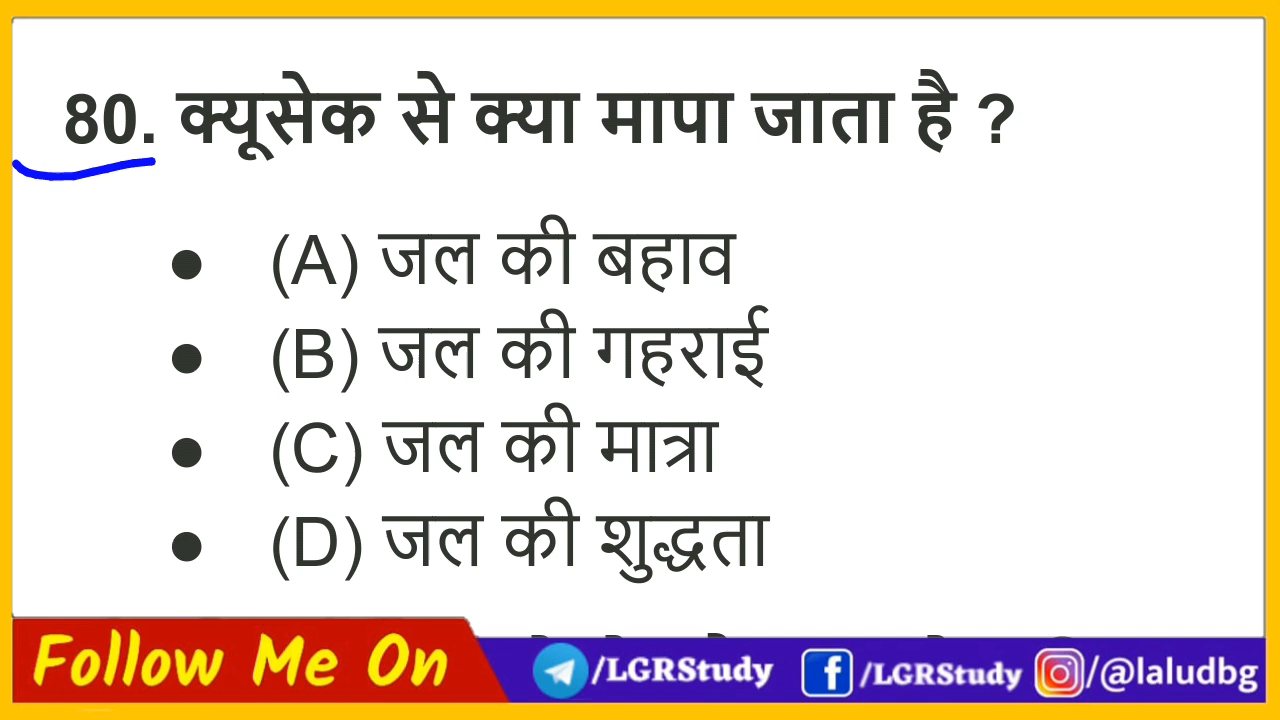 80. क्यूसेक से क्या मापा जाता है ?
● (A) जल की बहाव
● (B) जल की गहराई
● (C) जल की मात्रा
● (D) जल की शुद्धता
Follow Me On /LGRStudy /LGRStudy /@laludbg